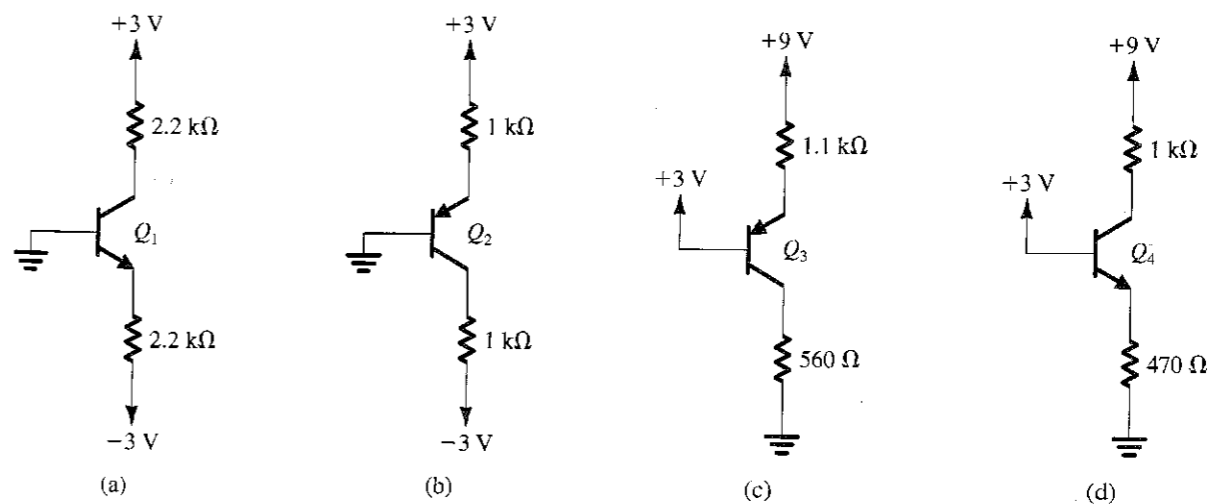 +3 V
2.2 kΩ
Q1
2.2 kΩ
−3 V
(a)
+3 V
1 kΩ
Q2
1 kΩ
−3 V
(b)
+9 V
1.1 kΩ
+3 V
Q3
560 Ω
(c)
+9 V
1 kΩ
+3 V
Q4
470 Ω
(d)